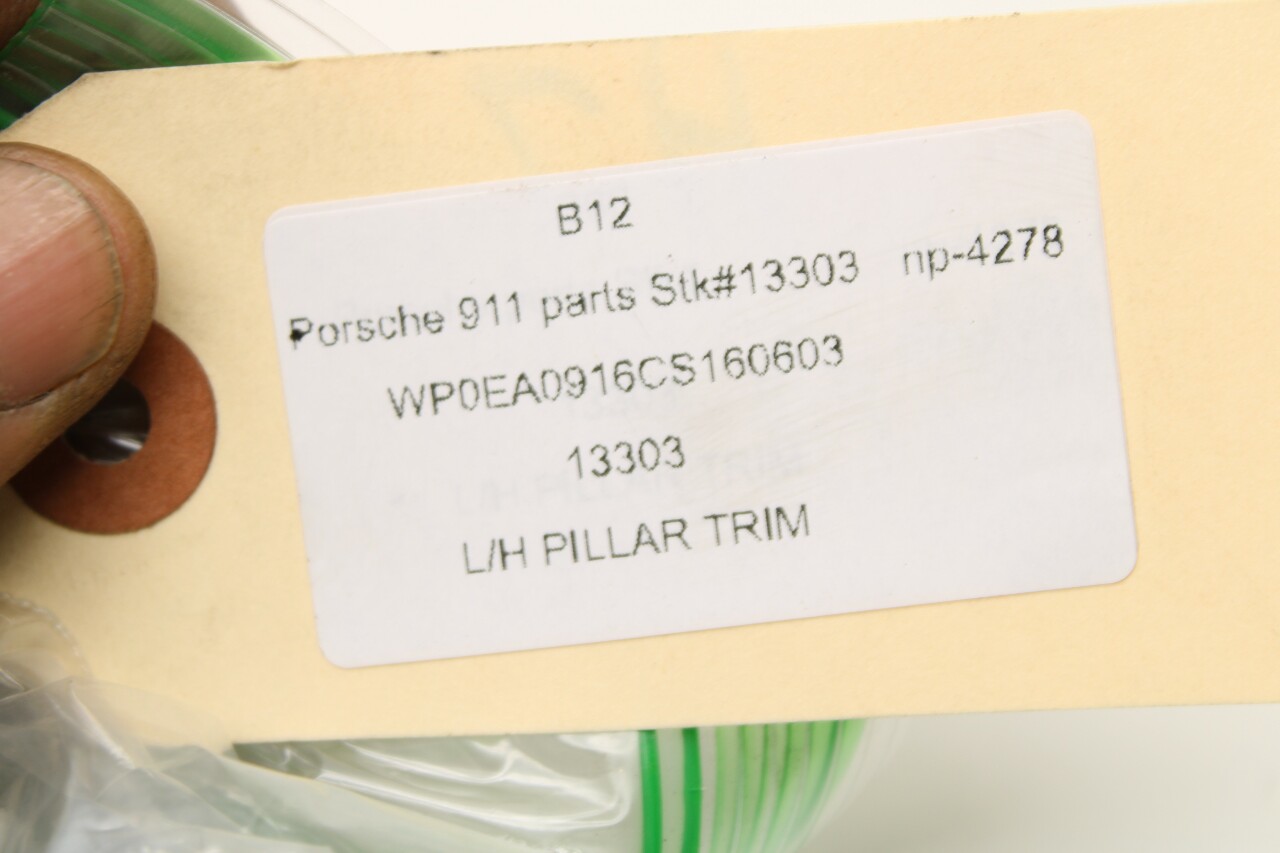 B12
Porsche 911 parts Stk#13303 np-4278
WP0EA0916CS160603
13303
L/H PILLAR TRIM